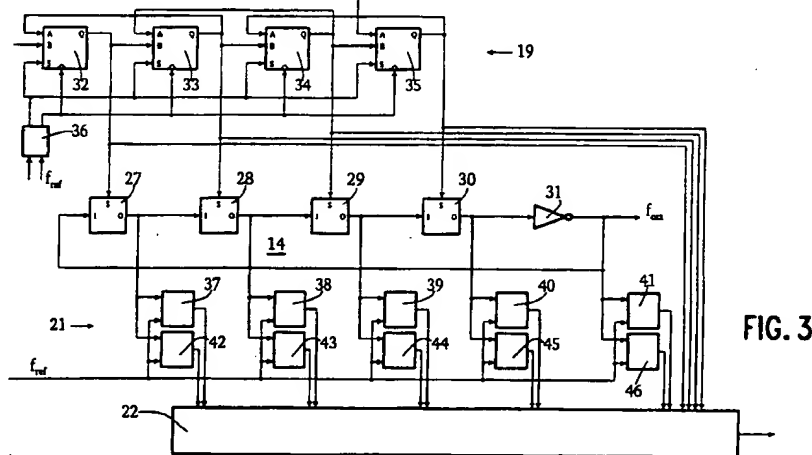 A Q A Q A Q A Q
B B B B
S S S S
32 33 34 35
← 19
36
f_ref
27 28 29 30 31
S S S S
I Q I Q I Q I Q
f_osz
14
37 38 39 40 41
21 →
42 43 44 45 46
FIG. 3
f_ref
22